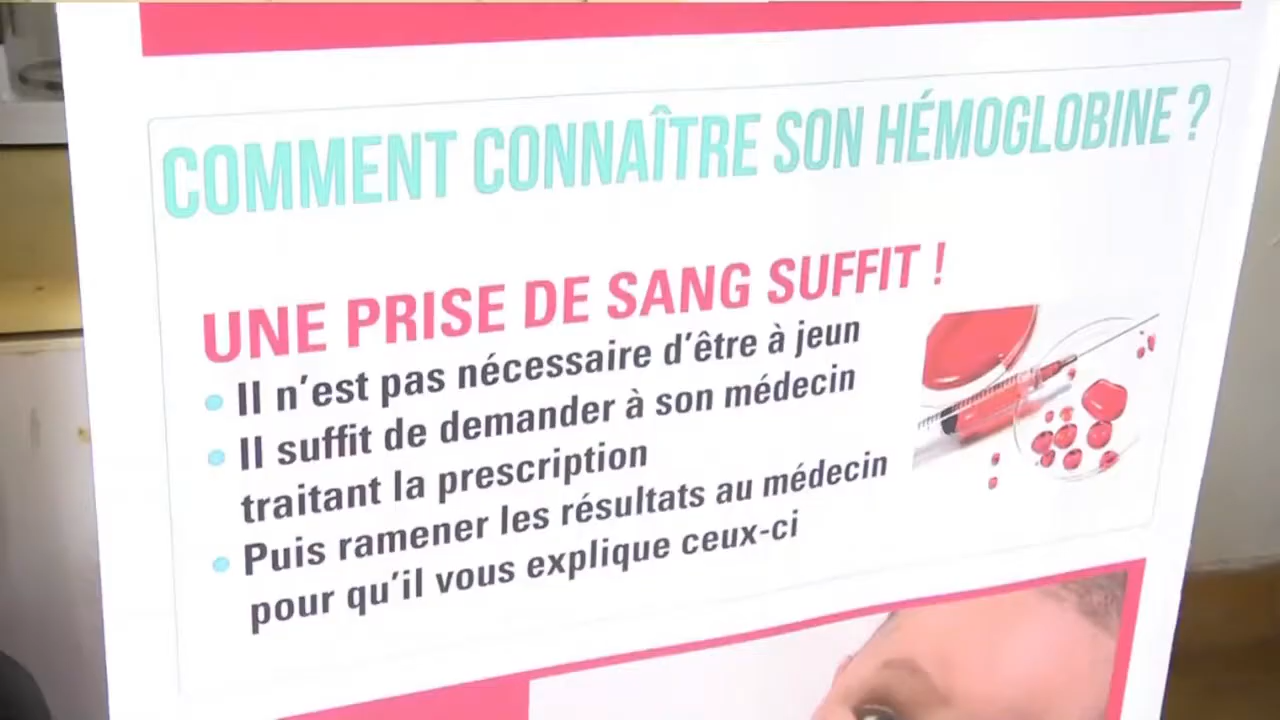 COMMENT CONNAÎTRE SON HÉMOGLOBINE ?
UNE PRISE DE SANG SUFFIT !
• Il n'est pas nécessaire d'être à jeun
• Il suffit de demander à son médecin
traitant la prescription
• Puis ramener les résultats au médecin
pour qu'il vous explique ceux-ci